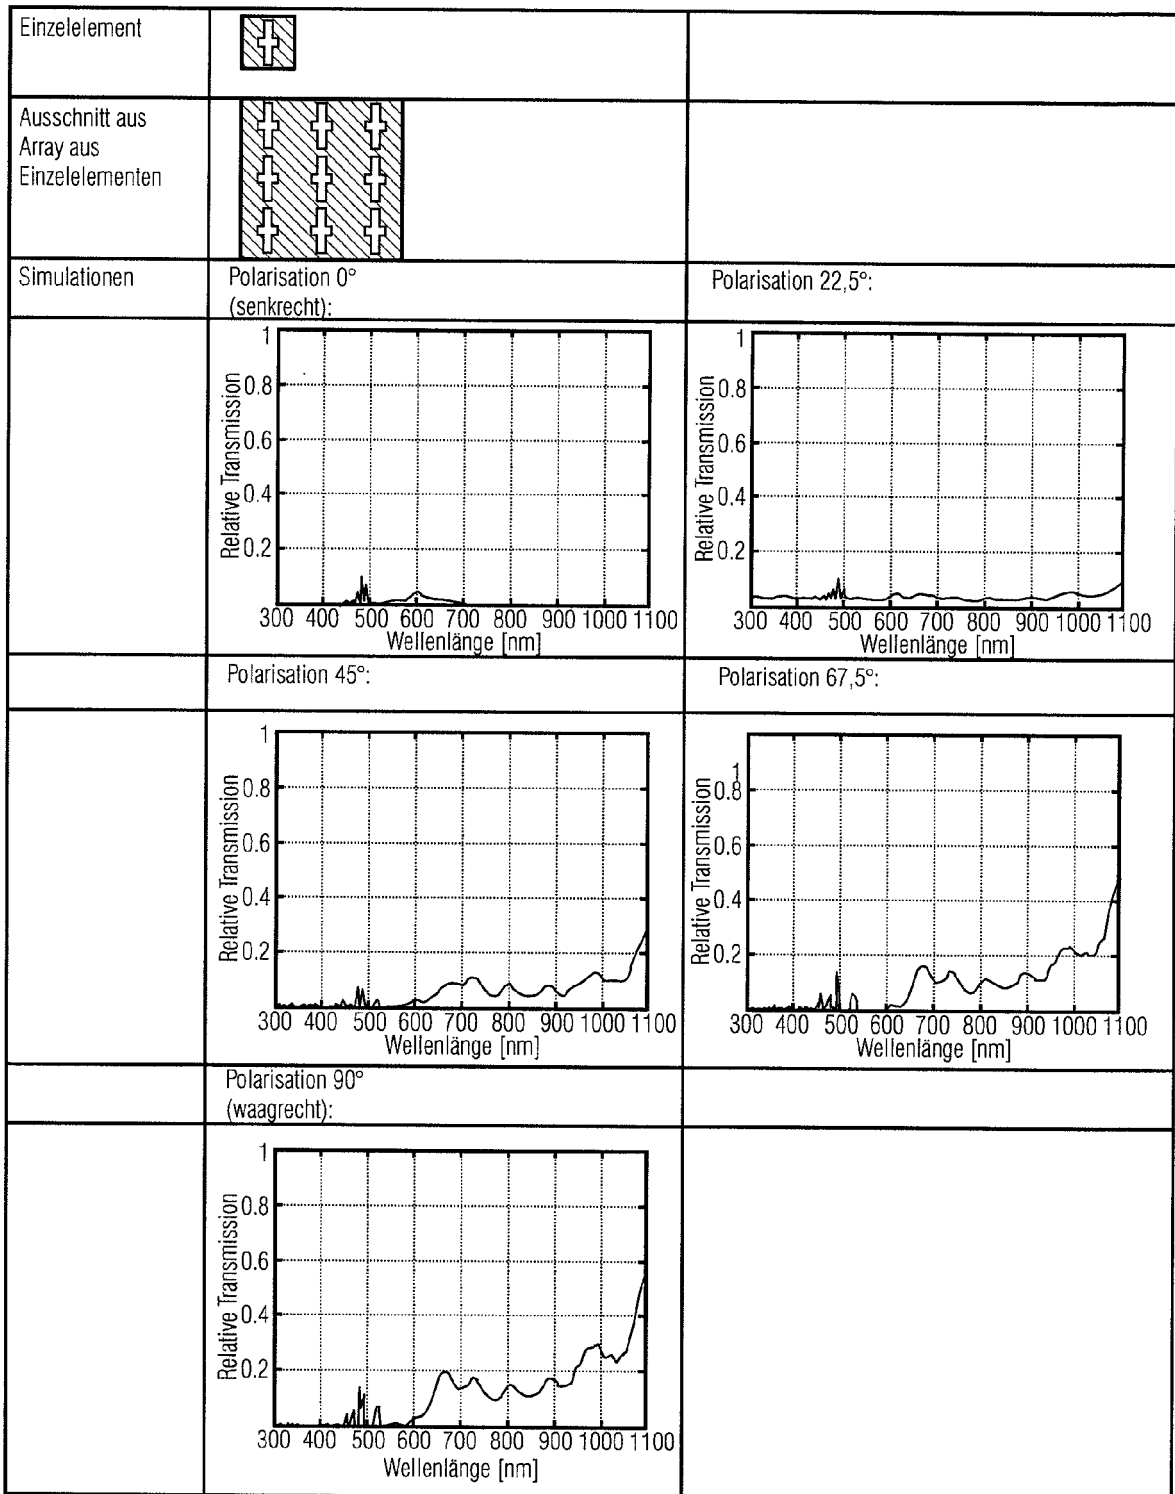 Einzelelement
Ausschnitt aus
Array aus
Einzelelementen
Simulationen
Polarisation 0°
(senkrecht):
Polarisation 22,5°:
Relative Transmission
1
0.8
0.6
0.4
0.2
300 400 500 600 700 800 900 1000 1100
Wellenlänge [nm]
Relative Transmission
1
0.8
0.6
0.4
0.2
300 400 500 600 700 800 900 1000 1100
Wellenlänge [nm]
Polarisation 45°:
Polarisation 67,5°:
Relative Transmission
1
0.8
0.6
0.4
0.2
300 400 500 600 700 800 900 1000 1100
Wellenlänge [nm]
Relative Transmission
1
0.8
0.6
0.4
0.2
300 400 500 600 700 800 900 1000 1100
Wellenlänge [nm]
Polarisation 90°
(waagrecht):
Relative Transmission
1
0.8
0.6
0.4
0.2
300 400 500 600 700 800 900 1000 1100
Wellenlänge [nm]